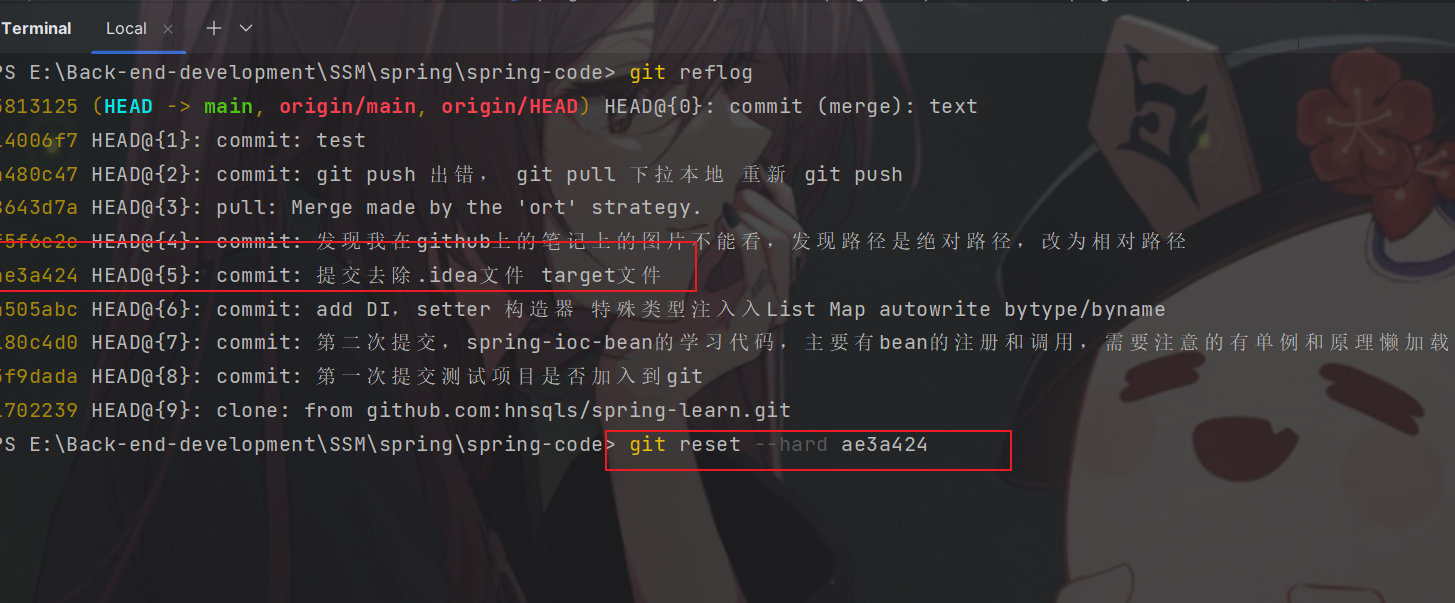 Terminal Local × + ∨
PS E:\Back-end-development\SSM\spring\spring-code> git reflog
5813125 (HEAD -> main, origin/main, origin/HEAD) HEAD@{0}: commit (merge): text
4006f7 HEAD@{1}: commit: test
a480c47 HEAD@{2}: commit: git push 出错， git pull 下拉本地 重新 git push
3643d7a HEAD@{3}: pull: Merge made by the 'ort' strategy.
f5f6c2c HEAD@{4}: commit: 发现我在github上的笔记上的图片不能看，发现路径是绝对路径，改为相对路径
ae3a424 HEAD@{5}: commit: 提交去除.idea文件 target文件
505abc HEAD@{6}: commit: add DI，setter 构造器 特殊类型注入入List Map autowrite bytype/byname
80c4d0 HEAD@{7}: commit: 第二次提交，spring-ioc-bean的学习代码，主要有bean的注册和调用，需要注意的有单例和原理懒加载
5f9dada HEAD@{8}: commit: 第一次提交测试项目是否加入到git
1702239 HEAD@{9}: clone: from github.com:hnsqls/spring-learn.git
PS E:\Back-end-development\SSM\spring\spring-code> git reset --hard ae3a424